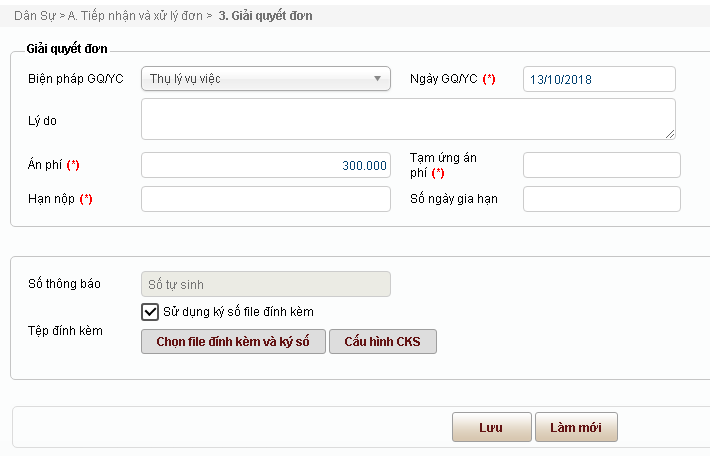 Dân Sự > A. Tiếp nhận và xử lý đơn > 3. Giải quyết đơn
Giải quyết đơn
Biện pháp GQ/YC Thụ lý vụ việc Ngày GQ/YC (*) 13/10/2018
Lý do
Án phí (*) 300.000 Tạm ứng án
phí (*)
Hạn nộp (*) Số ngày gia hạn
Số thông báo Số tự sinh
Sử dụng ký số file đính kèm
Tệp đính kèm
Chọn file đính kèm và ký số Cấu hình CKS
Lưu Làm mới